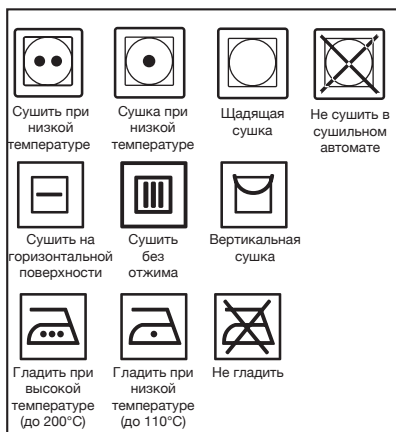 Сушить при
низкой
температуре
Сушка при
низкой
температуре
Щадящая
сушка
Не сушить в
сушильном
автомате
Сушить на
горизонтальной
поверхности
Сушить
без
отжима
Вертикальная
сушка
Гладить при
высокой
температуре
(до 200°C)
Гладить при
низкой
температуре
(до 110°C)
Не гладить